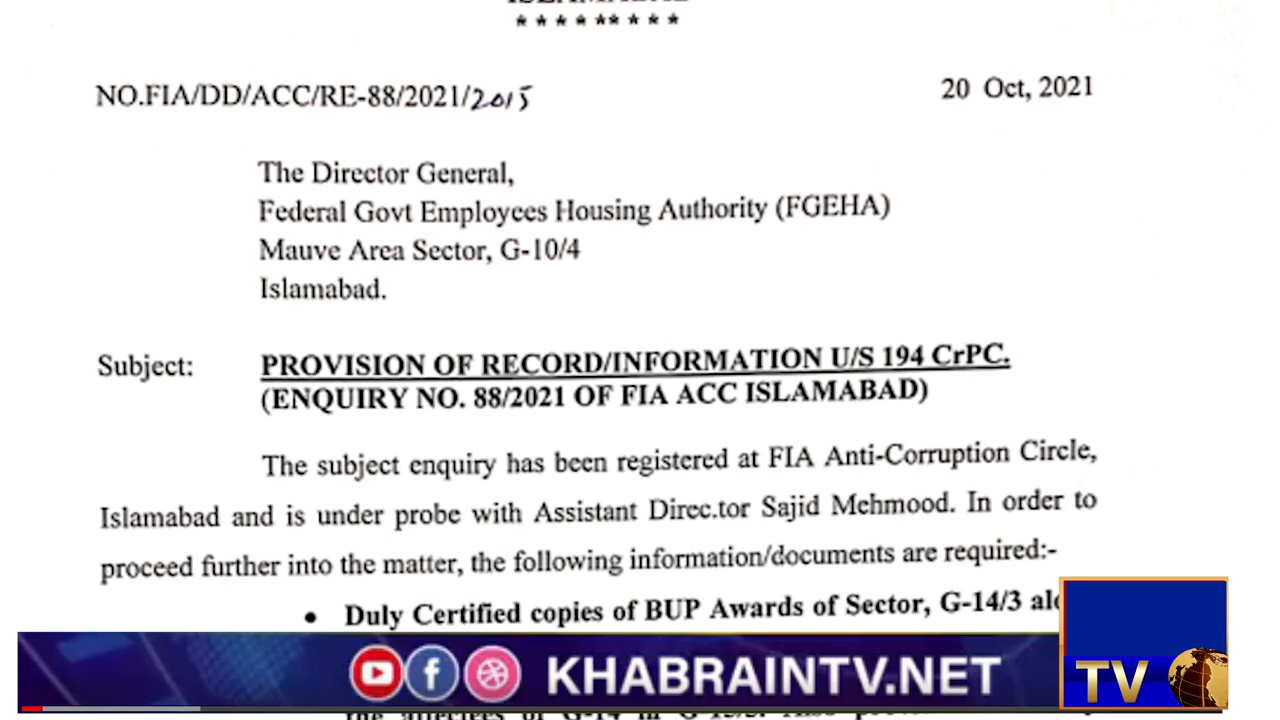 ISLAMABAD
*********
NO.FIA/DD/ACC/RE-88/2021/2015
20 Oct, 2021
The Director General,
Federal Govt Employees Housing Authority (FGEHA)
Mauve Area Sector, G-10/4
Islamabad.
Subject: PROVISION OF RECORD/INFORMATION U/S 194 CrPC.
(ENQUIRY NO. 88/2021 OF FIA ACC ISLAMABAD)
The subject enquiry has been registered at FIA Anti-Corruption Circle,
Islamabad and is under probe with Assistant Direc.tor Sajid Mehmood. In order to
proceed further into the matter, the following information/documents are required:-
• Duly Certified copies of BUP Awards of Sector, G-14/3
KHABRAINTV.NET
TV